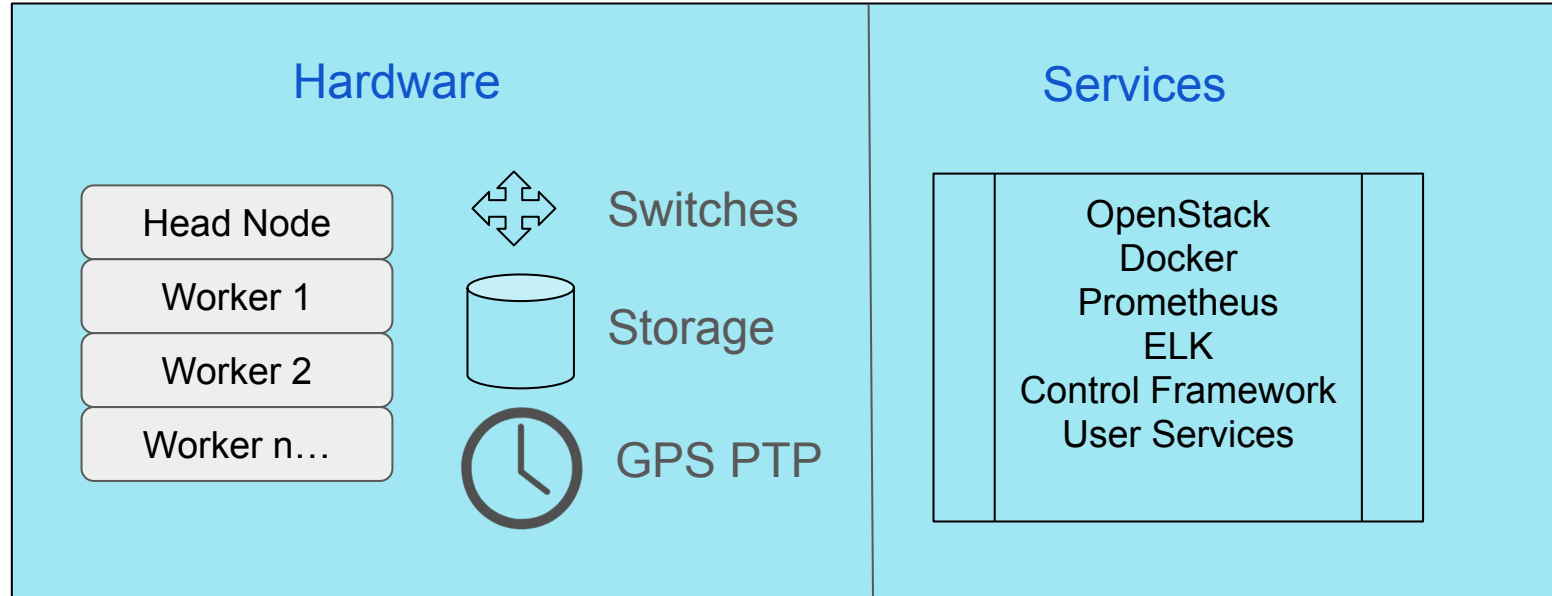 Hardware
Head Node
Worker 1
Worker 2
Worker n…
Switches
Storage
GPS PTP
Services
OpenStack
Docker
Prometheus
ELK
Control Framework
User Services